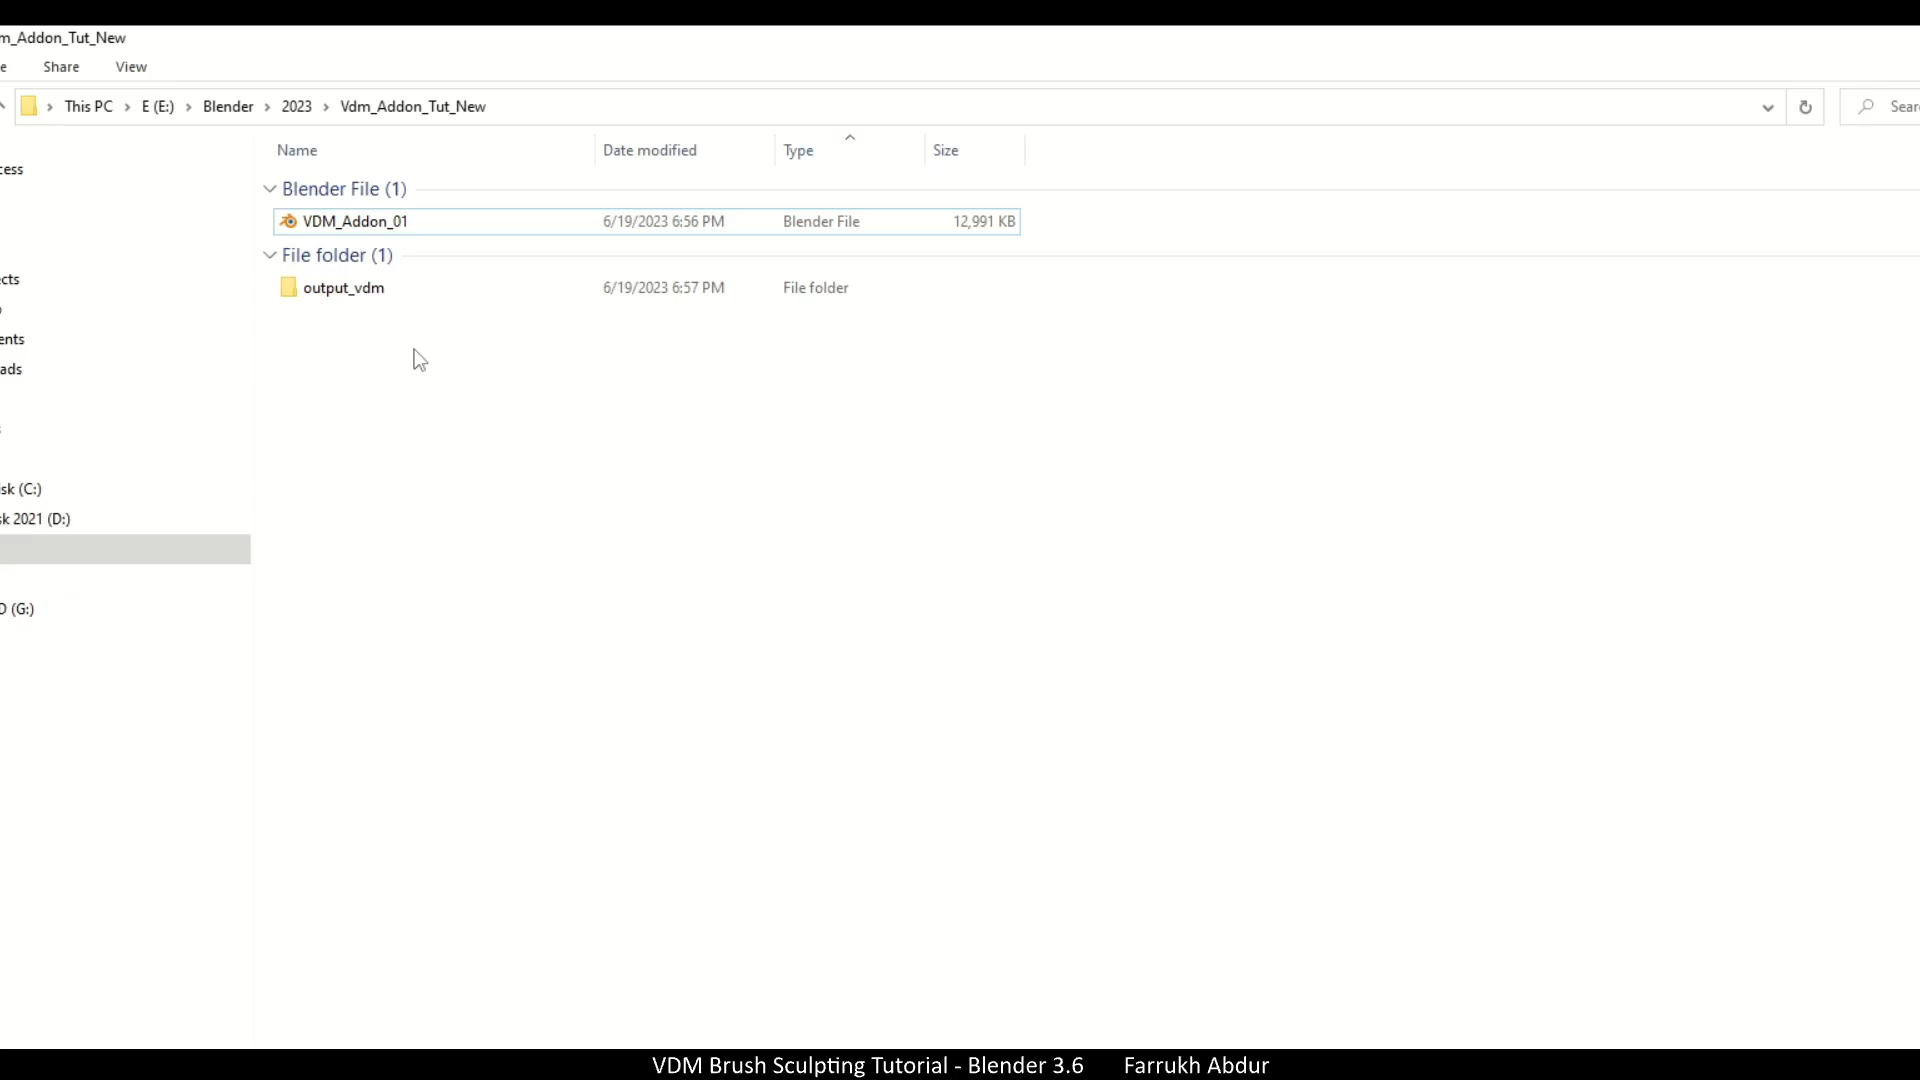 m_Addon_Tut_New
e Share View
This PC E (E:) Blender 2023 Vdm_Addon_Tut_New Sear
Name Date modified Type Size
cess
Blender File (1)
VDM_Addon_01 6/19/2023 6:56 PM Blender File 12,991 KB
File folder (1)
ects
output_vdm 6/19/2023 6:57 PM File folder
ents
ads
isk (C:)
sk 2021 (D:)
D (G:)
VDM Brush Sculpting Tutorial - Blender 3.6 Farrukh Abdur